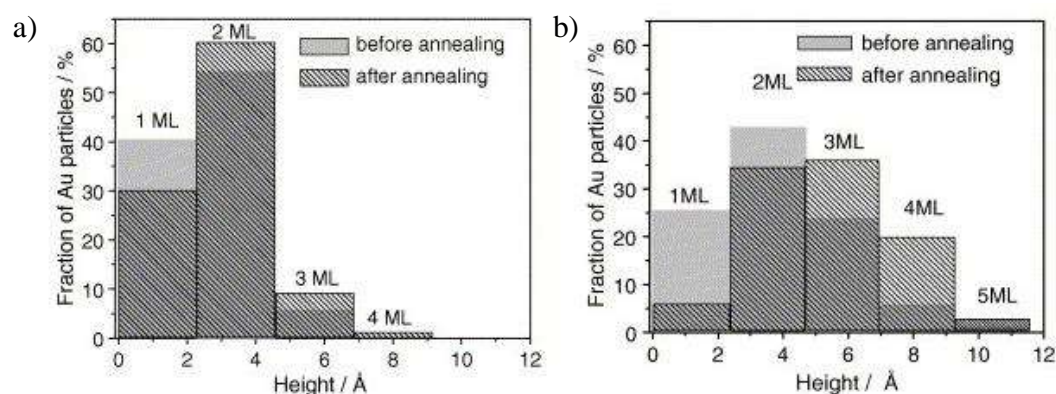 a)
Fraction of Au particles / %
60
50
40
30
20
10
0
1 ML
2 ML
3 ML
4 ML
before annealing
after annealing
0 2 4 6 8 10 12
Height / Å
b)
Fraction of Au particles / %
60
50
40
30
20
10
0
1ML
2ML
3ML
4ML
5ML
before annealing
after annealing
0 2 4 6 8 10 12
Height / Å